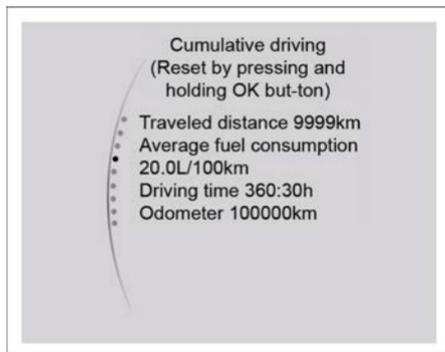 Cumulative driving
(Reset by pressing and
holding OK but-ton)
Traveled distance 9999km
Average fuel consumption
20.0L/100km
Driving time 360:30h
Odometer 100000km